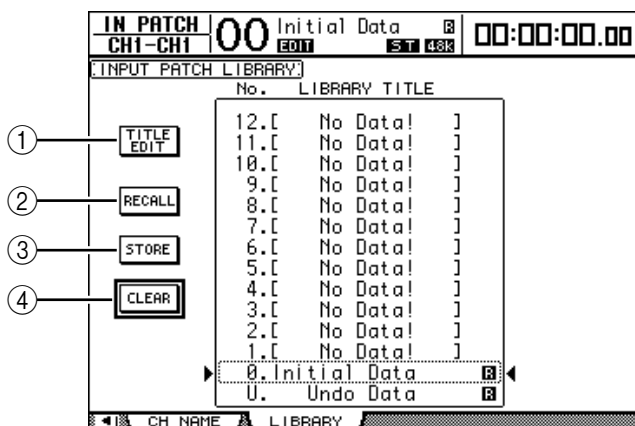 IN PATCH 00 Initial Data R 00:00:00.00
CH1-CH1 EDIT ST 48K
INPUT PATCH LIBRARY
No. LIBRARY TITLE
12.[ No Data! ]
1 TITLE EDIT
11.[ No Data! ]
10.[ No Data! ]
9.[ No Data! ]
2 RECALL
8.[ No Data! ]
7.[ No Data! ]
3 STORE
6.[ No Data! ]
5.[ No Data! ]
4 CLEAR
4.[ No Data! ]
3.[ No Data! ]
2.[ No Data! ]
1.[ No Data! ]
0.Initial Data R
U. Undo Data R
CH NAME LIBRARY